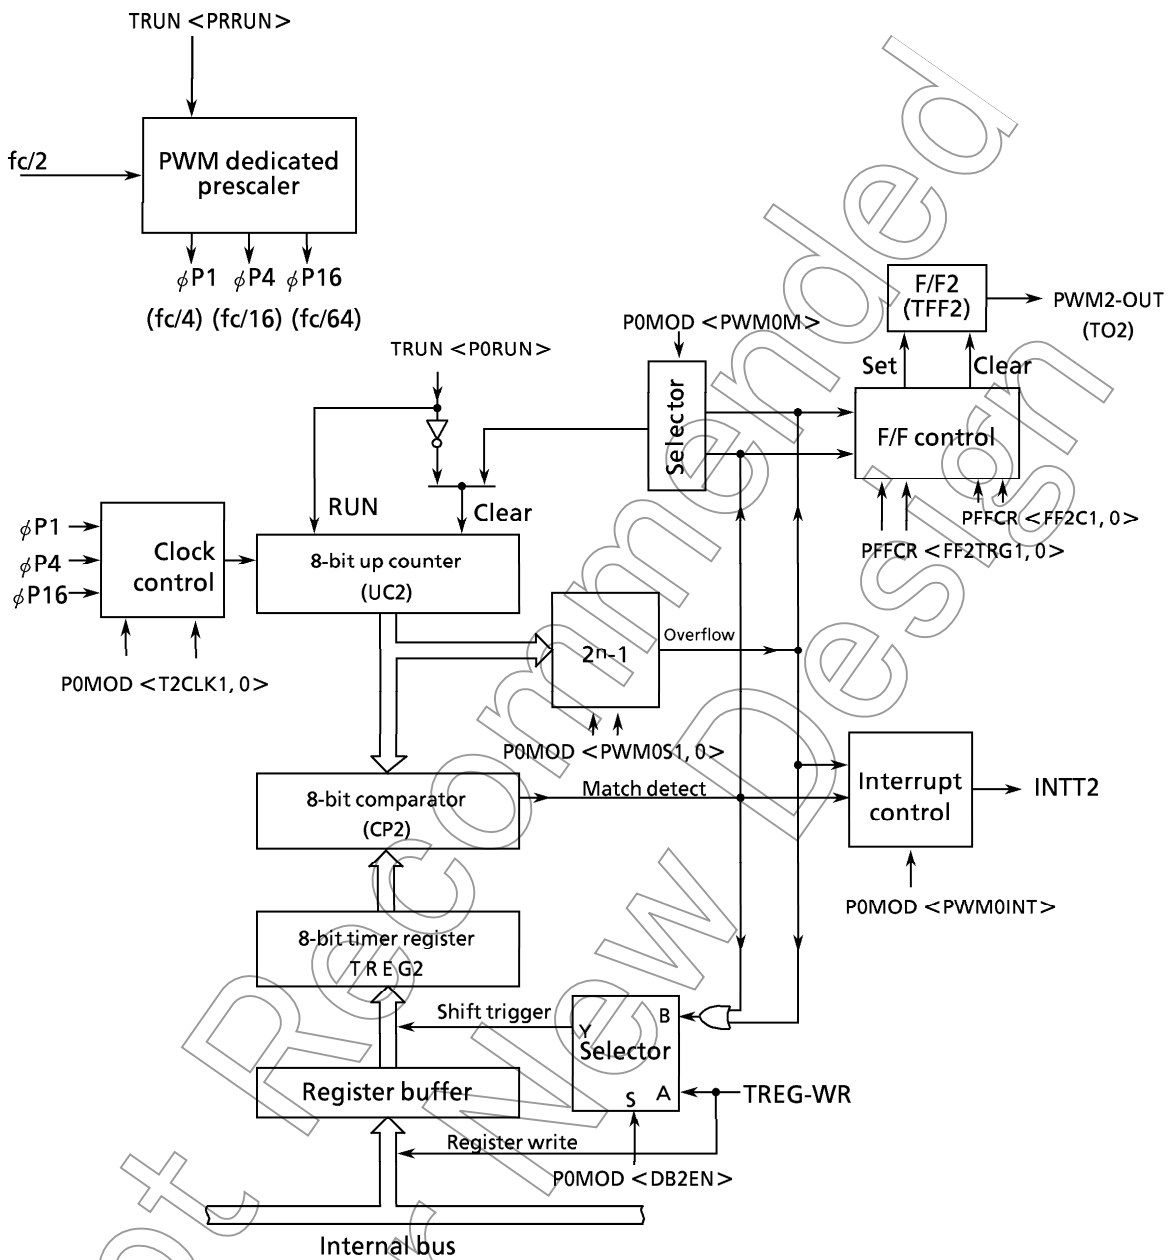 TRUN <PRRUN>
fc/2
PWM dedicated
prescaler
φP1 φP4 φP16
(fc/4) (fc/16) (fc/64)
F/F2
(TFF2)
PWM2-OUT
(TO2)
P0MOD <PWM0M>
TRUN <P0RUN>
Set
Clear
Selector
F/F control
RUN
Clear
PFFCR <FF2C1, 0>
PFFCR <FF2TRG1, 0>
φP1
φP4
φP16
Clock
control
8-bit up counter
(UC2)
Overflow
2n-1
P0MOD <T2CLK1, 0>
P0MOD <PWM0S1, 0>
8-bit comparator
(CP2)
Match detect
Interrupt
control
INTT2
P0MOD <PWM0INT>
8-bit timer register
TREG2
Shift trigger
B
Y
Selector
Register buffer
S
A
TREG-WR
Register write
P0MOD <DB2EN>
Internal bus
Not Recommended
for New Design